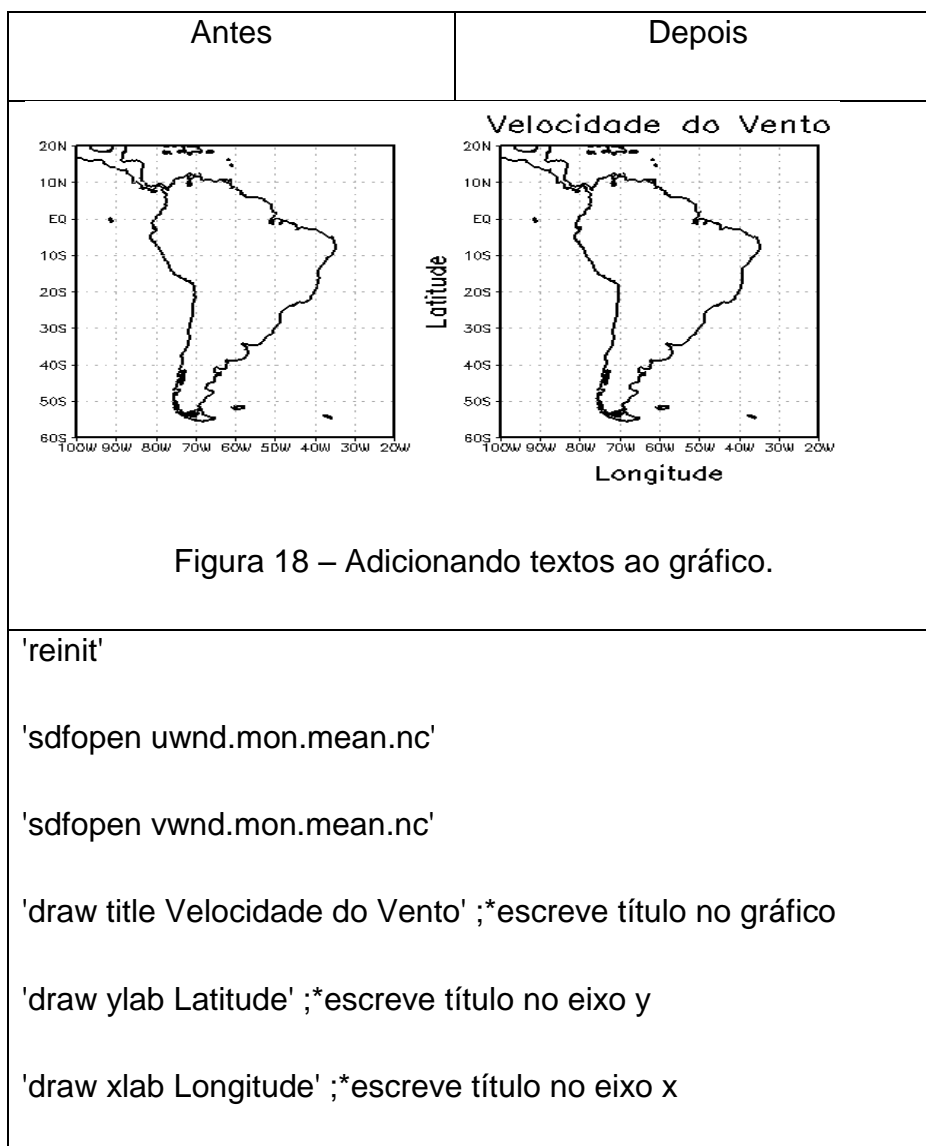 Antes
Depois
20N
10N
EQ
10S
20S
30S
40S
50S
60S
100W 90W 80W 70W 60W 50W 40W 30W 20W
Velocidade do Vento
Latitude
20N
10N
EQ
10S
20S
30S
40S
50S
60S
100W 90W 80W 70W 60W 50W 40W 30W 20W
Longitude
Figura 18 – Adicionando textos ao gráfico.
'reinit'
'sdfopen uwnd.mon.mean.nc'
'sdfopen vwnd.mon.mean.nc'
'draw title Velocidade do Vento' ;*escreve título no gráfico
'draw ylab Latitude' ;*escreve título no eixo y
'draw xlab Longitude' ;*escreve título no eixo x